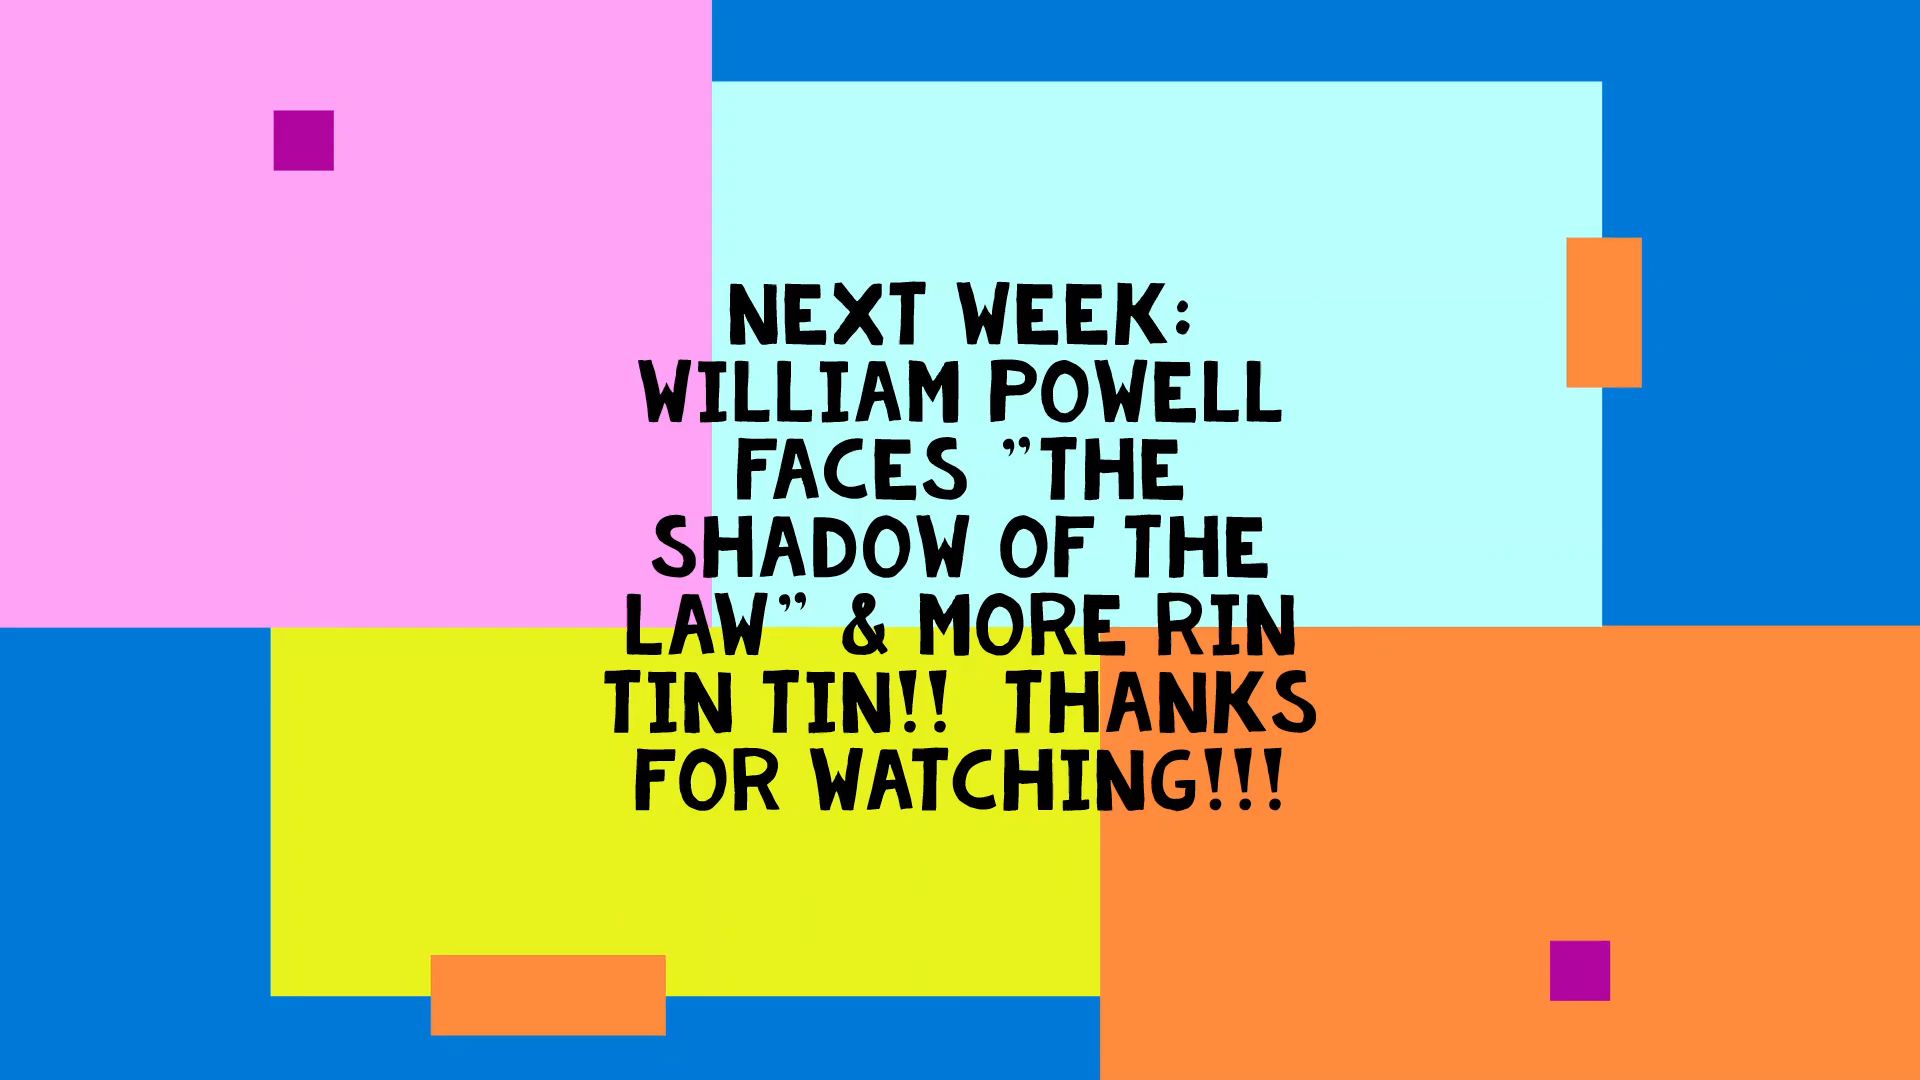 NEXT WEEK:
WILLIAM POWELL
FACES "THE
SHADOW OF THE
LAW" & MORE RIN
TIN TIN!! THANKS
FOR WATCHING!!!